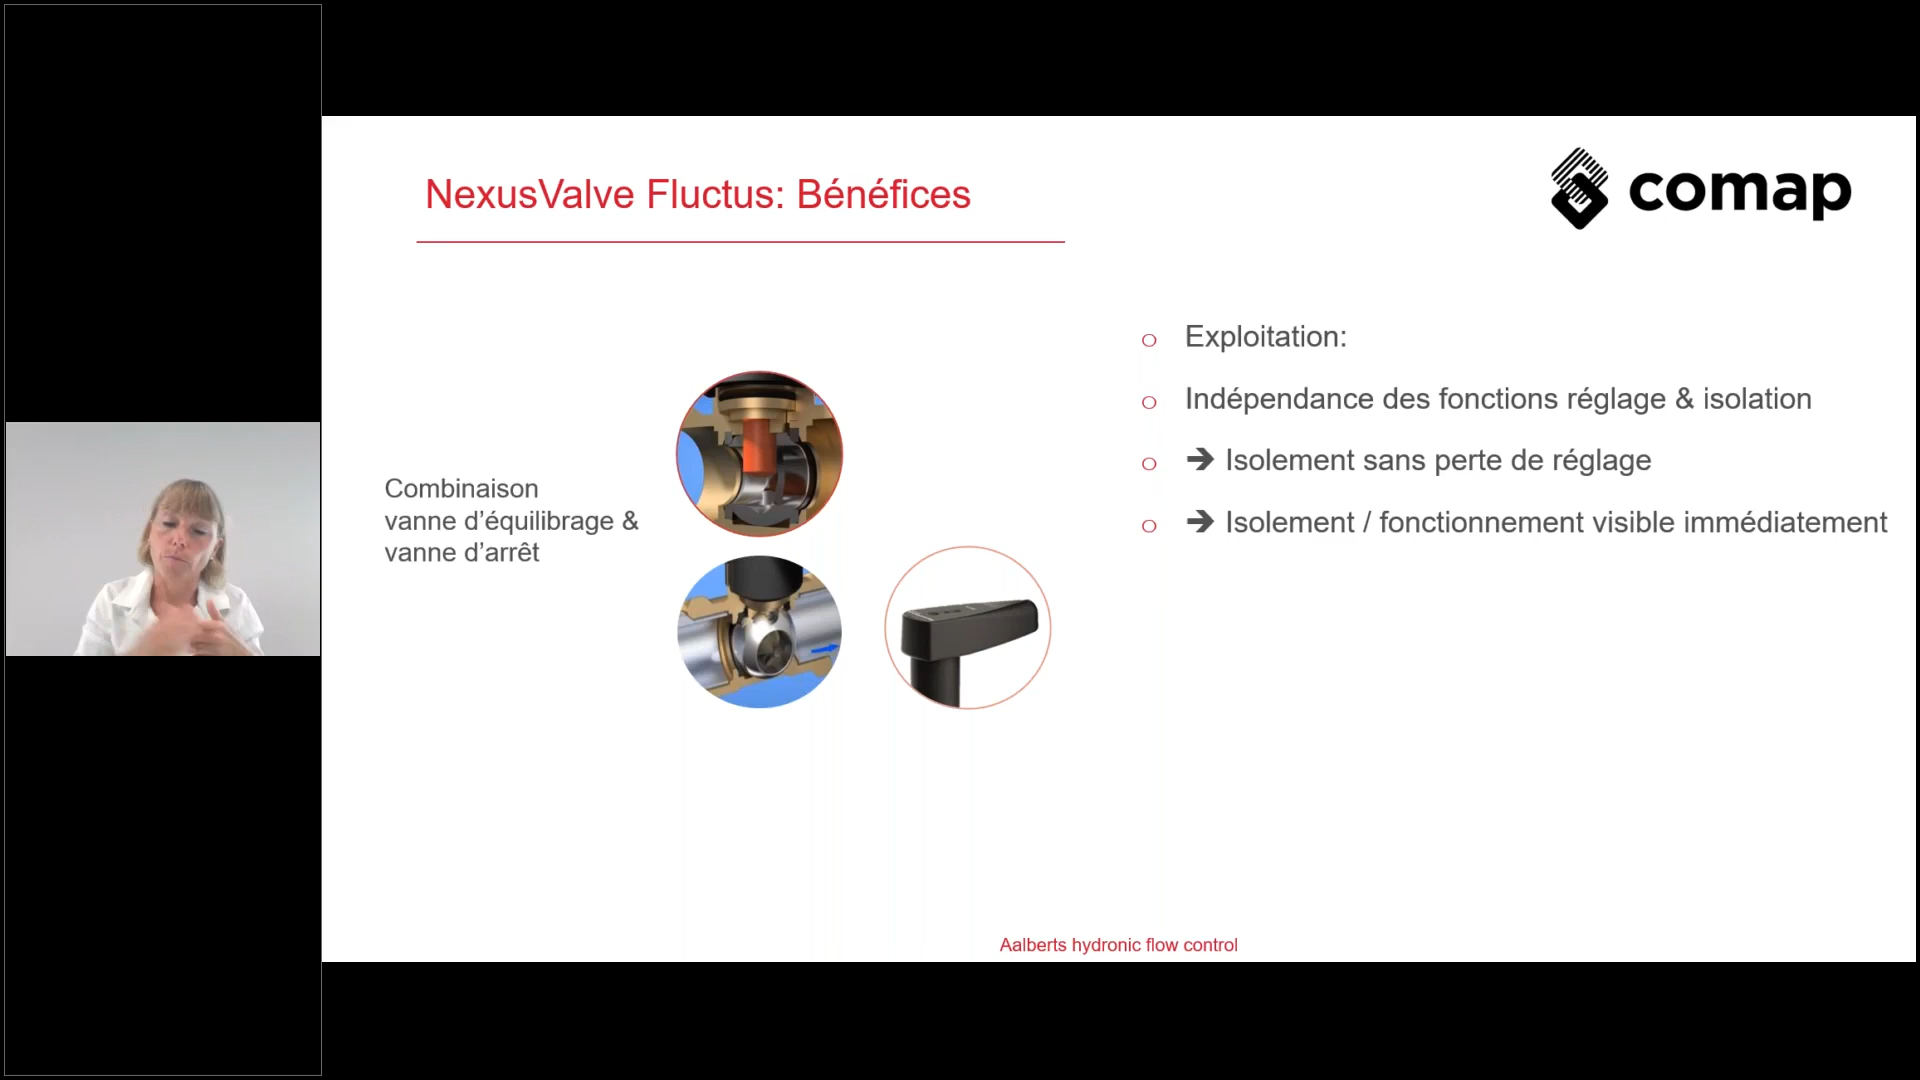 NexusValve Fluctus: Bénéfices
comap
Combinaison
vanne d’équilibrage &
vanne d’arrêt
o Exploitation:
o Indépendance des fonctions réglage & isolation
o ➔ Isolement sans perte de réglage
o ➔ Isolement / fonctionnement visible immédiatement
Aalberts hydronic flow control